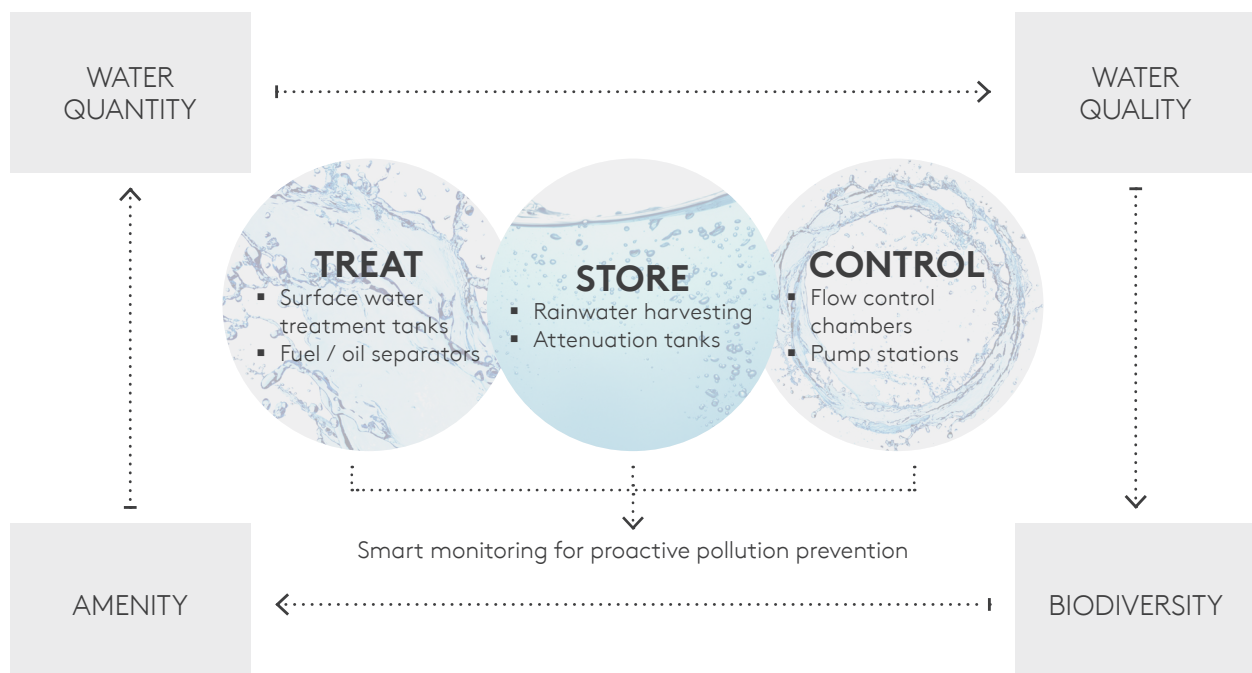 WATER
QUANTITY
WATER
QUALITY
TREAT
▪ Surface water
treatment tanks
▪ Fuel / oil separators
STORE
▪ Rainwater harvesting
▪ Attenuation tanks
CONTROL
▪ Flow control
chambers
▪ Pump stations
Smart monitoring for proactive pollution prevention
AMENITY
BIODIVERSITY